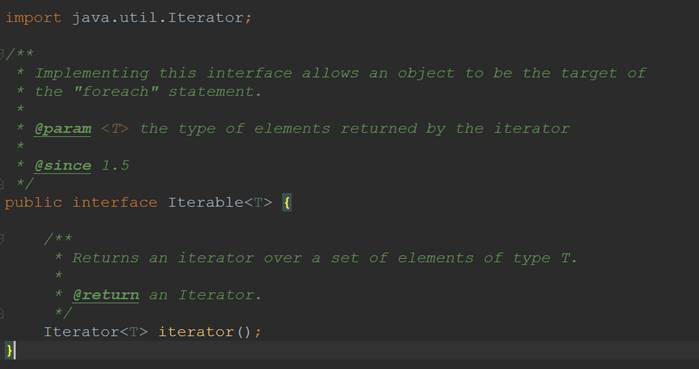 import java.util.Iterator;
/**
* Implementing this interface allows an object to be the target of
* the "foreach" statement.
*
* @param <T> the type of elements returned by the iterator
*
* @since 1.5
*/
public interface Iterable<T> {
/**
* Returns an iterator over a set of elements of type T.
*
* @return an Iterator.
*/
Iterator<T> iterator();
}